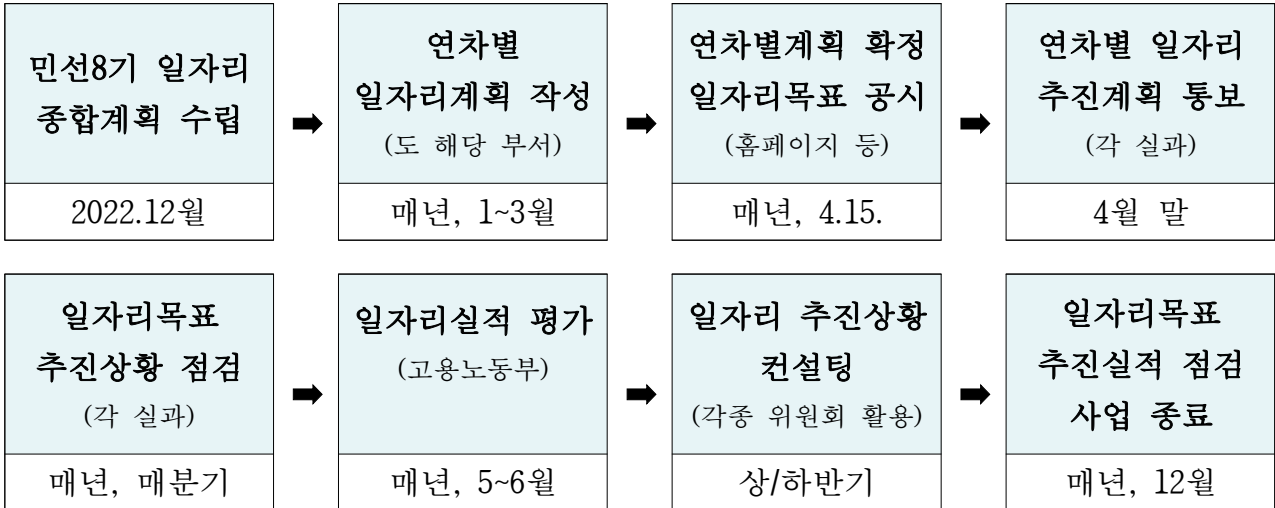 민선8기 일자리
종합계획 수립
2022.12월
➡
연차별
일자리계획 작성
(도 해당 부서)
매년, 1~3월
➡
연차별계획 확정
일자리목표 공시
(홈페이지 등)
매년, 4.15.
➡
연차별 일자리
추진계획 통보
(각 실과)
4월 말
일자리목표
추진상황 점검
(각 실과)
매년, 매분기
➡
일자리실적 평가
(고용노동부)
매년, 5~6월
➡
일자리 추진상황
컨설팅
(각종 위원회 활용)
상/하반기
➡
일자리목표
추진실적 점검
사업 종료
매년, 12월